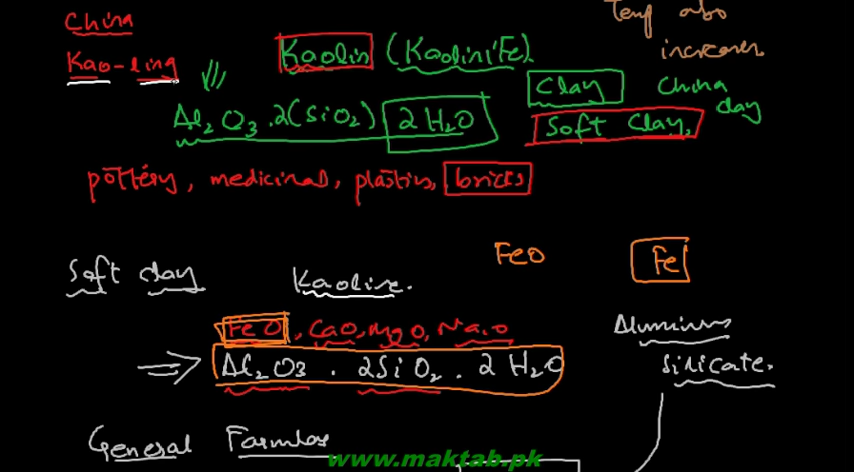 China
Temp also
increases
Kao-ling
Kaolin (Kaolinite).
Clay China
clay
Al₂O₃.2(SiO₂) 2H₂O
Soft Clay,
pottery, medicinal, plastics, bricks
FeO Fe
Soft clay Kaoline.
FeO, CaO, MgO, Na₂O
Aluminium
⇒ Al₂O₃ . 2SiO₂ . 2H₂O
Silicate.
General Formulas
www.maktab.pk